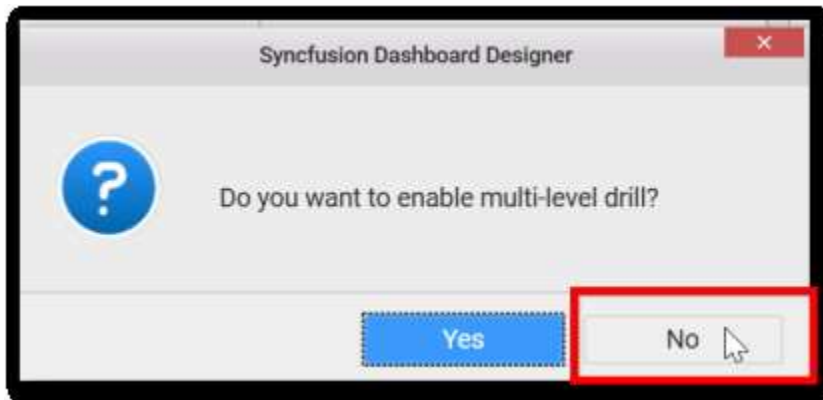 Syncfusion Dashboard Designer
Do you want to enable multi-level drill?
Yes
No